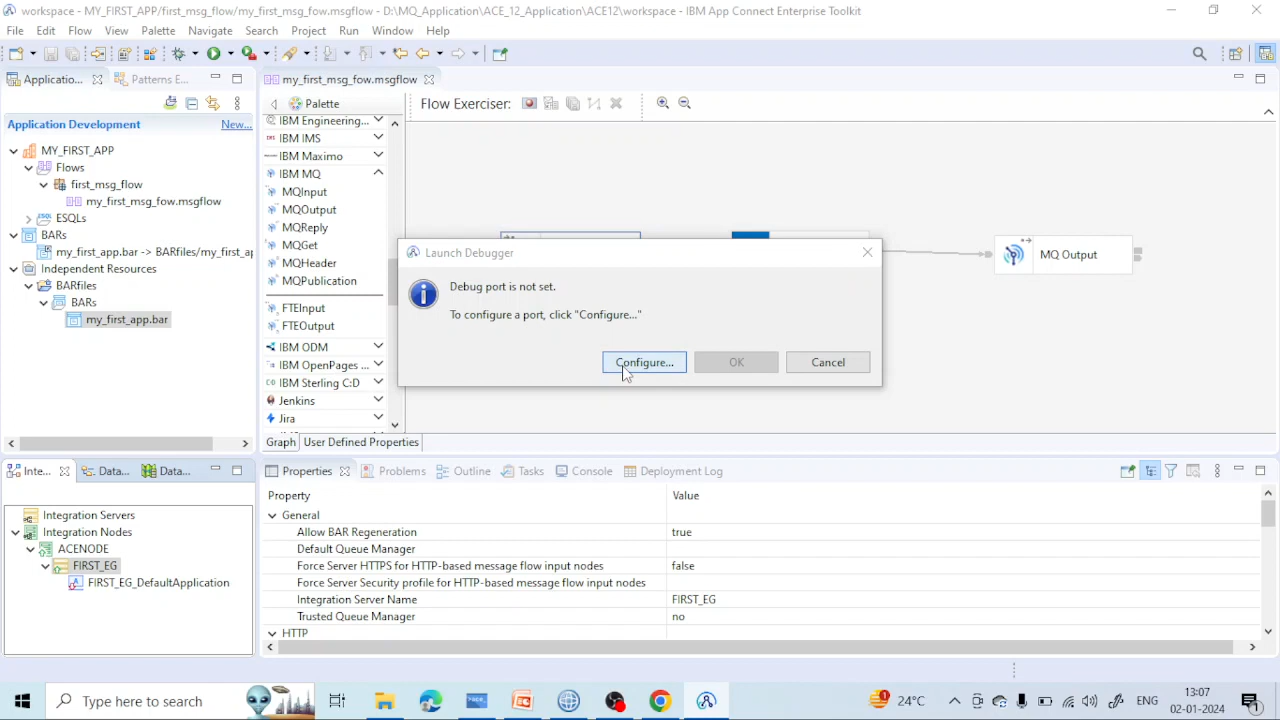 workspace - MY_FIRST_APP/first_msg_flow/my_first_msg_fow.msgflow - D:\MQ_Application\ACE_12_Application\ACE12\workspace - IBM App Connect Enterprise Toolkit
File Edit Flow View Palette Navigate Search Project Run Window Help
Applicatio... Patterns E...
my_first_msg_fow.msgflow
Palette
Flow Exerciser:
Application Development New...
MY_FIRST_APP
Flows
first_msg_flow
my_first_msg_fow.msgflow
ESQLs
BARs
my_first_app.bar -> BARfiles/my_first_ap
Independent Resources
BARfiles
BARs
my_first_app.bar
IBM Engineering...
IBM IMS
IBM Maximo
IBM MQ
MQInput
MQOutput
MQReply
MQGet
MQHeader
MQPublication
FTEInput
FTEOutput
IBM ODM
IBM OpenPages ...
IBM Sterling C:D
Jenkins
Jira
Graph User Defined Properties
MQ Output
Launch Debugger
Debug port is not set.
To configure a port, click "Configure..."
Configure... OK Cancel
Inte... Data... Data...
Integration Servers
Integration Nodes
ACENODE
FIRST_EG
FIRST_EG_DefaultApplication
Properties Problems Outline Tasks Console Deployment Log
Property Value
General
Allow BAR Regeneration true
Default Queue Manager
Force Server HTTPS for HTTP-based message flow input nodes false
Force Server Security profile for HTTP-based message flow input nodes
Integration Server Name FIRST_EG
Trusted Queue Manager no
HTTP
Type here to search
24°C
ENG
13:07
02-01-2024